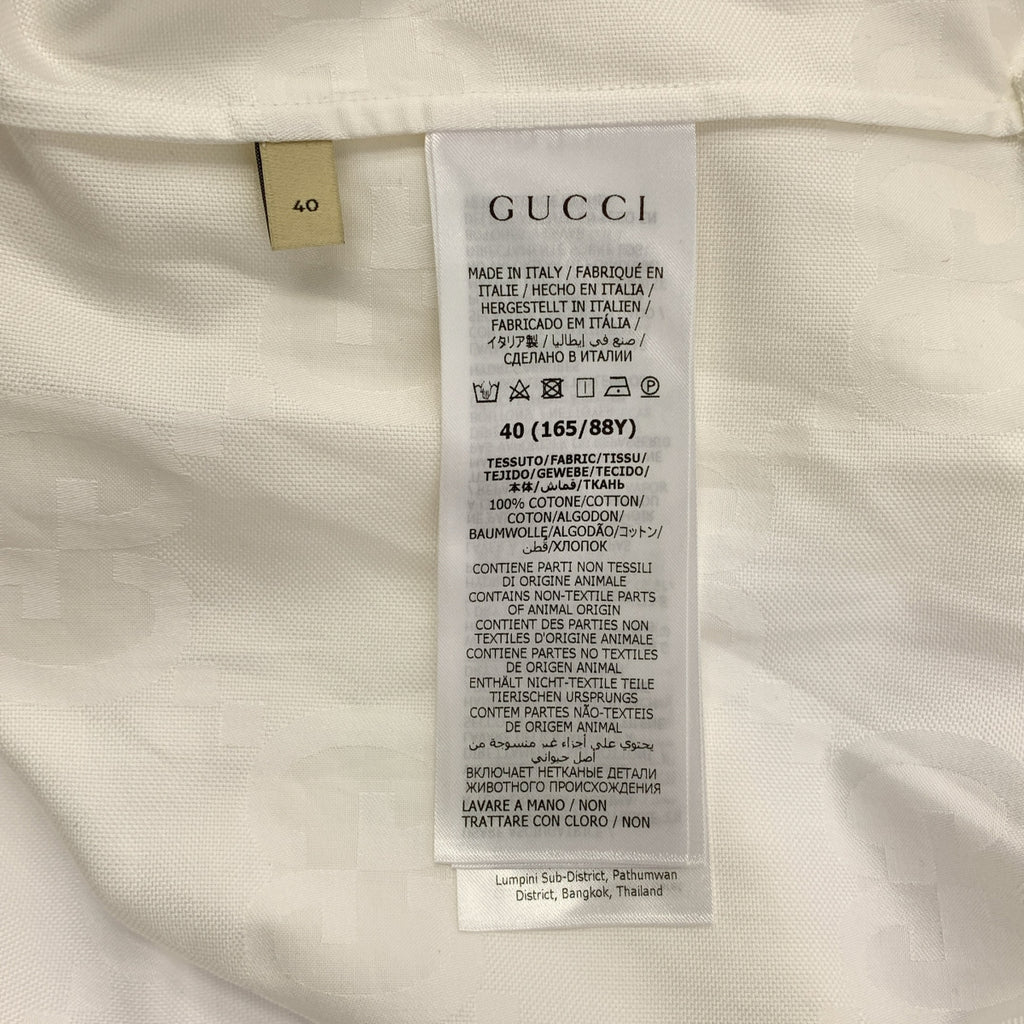 40
GUCCI
MADE IN ITALY / FABRIQUÉ EN
ITALIE / HECHO EN ITALIA /
HERGESTELLT IN ITALIEN /
FABRICADO EM ITÁLIA /
イタリア製 / صنع في إيطاليا /
СДЕЛАНО В ИТАЛИИ
40 (165/88Y)
TESSUTO/FABRIC/TISSU/
TEJIDO/GEWEBE/TECIDO/
本体/قماش/ТКАНЬ
100% COTONE/COTTON/
COTON/ALGODON/
BAUMWOLLE/ALGODÃO/コットン/
قُطن/ХЛОПОК
CONTIENE PARTI NON TESSILI
DI ORIGINE ANIMALE
CONTAINS NON-TEXTILE PARTS
OF ANIMAL ORIGIN
CONTIENT DES PARTIES NON
TEXTILES D'ORIGINE ANIMALE
CONTIENE PARTES NO TEXTILES
DE ORIGEN ANIMAL
ENTHÄLT NICHT-TEXTILE TEILE
TIERISCHEN URSPRUNGS
CONTEM PARTES NÃO-TEXTEIS
DE ORIGEM ANIMAL
يحتوي على أجزاء غير منسوجة من
أصل حيواني
ВКЛЮЧАЕТ НЕТКАНЫЕ ДЕТАЛИ
ЖИВОТНОГО ПРОИСХОЖДЕНИЯ
LAVARE A MANO / NON
TRATTARE CON CLORO / NON
Lumpini Sub-District, Pathumwan
District, Bangkok, Thailand